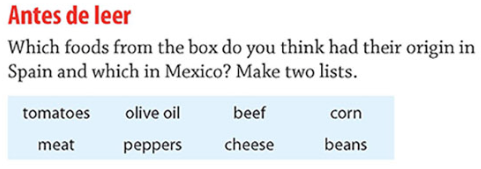 Antes de leer
Which foods from the box do you think had their origin in
Spain and which in Mexico? Make two lists.
tomatoes olive oil beef corn
meat peppers cheese beans